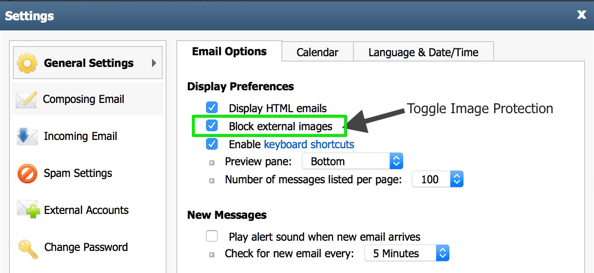 Settings
X
General Settings
Composing Email
Incoming Email
Spam Settings
External Accounts
Change Password
Email Options
Calendar
Language & Date/Time
Display Preferences
Display HTML emails
Block external images
Toggle Image Protection
Enable keyboard shortcuts
Preview pane: Bottom
Number of messages listed per page: 100
New Messages
Play alert sound when new email arrives
Check for new email every: 5 Minutes